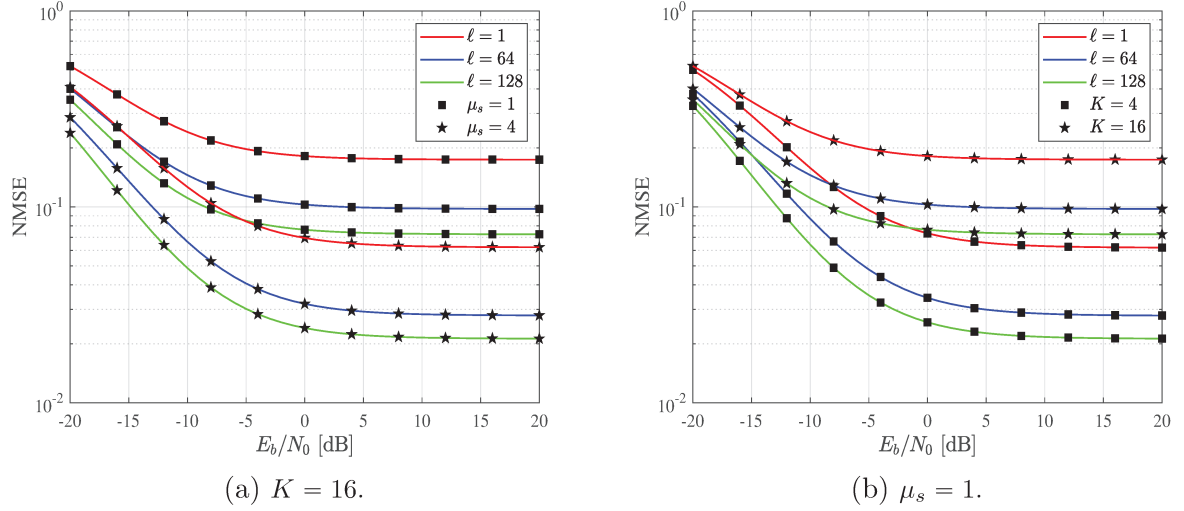 10^0
10^-1
10^-2
NMSE
-20 -15 -10 -5 0 5 10 15 20
E_b/N_0 [dB]
ℓ = 1
ℓ = 64
ℓ = 128
μ_s = 1
μ_s = 4
(a) K = 16.
10^0
10^-1
10^-2
NMSE
-20 -15 -10 -5 0 5 10 15 20
E_b/N_0 [dB]
ℓ = 1
ℓ = 64
ℓ = 128
K = 4
K = 16
(b) μ_s = 1.